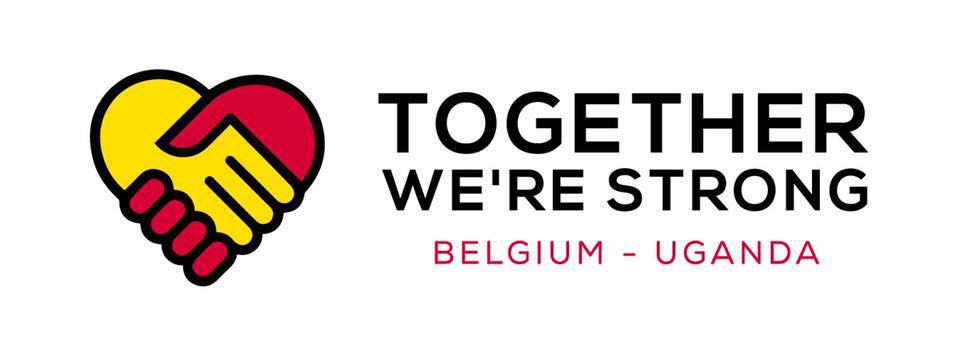 TOGETHER
WE'RE STRONG
BELGIUM - UGANDA